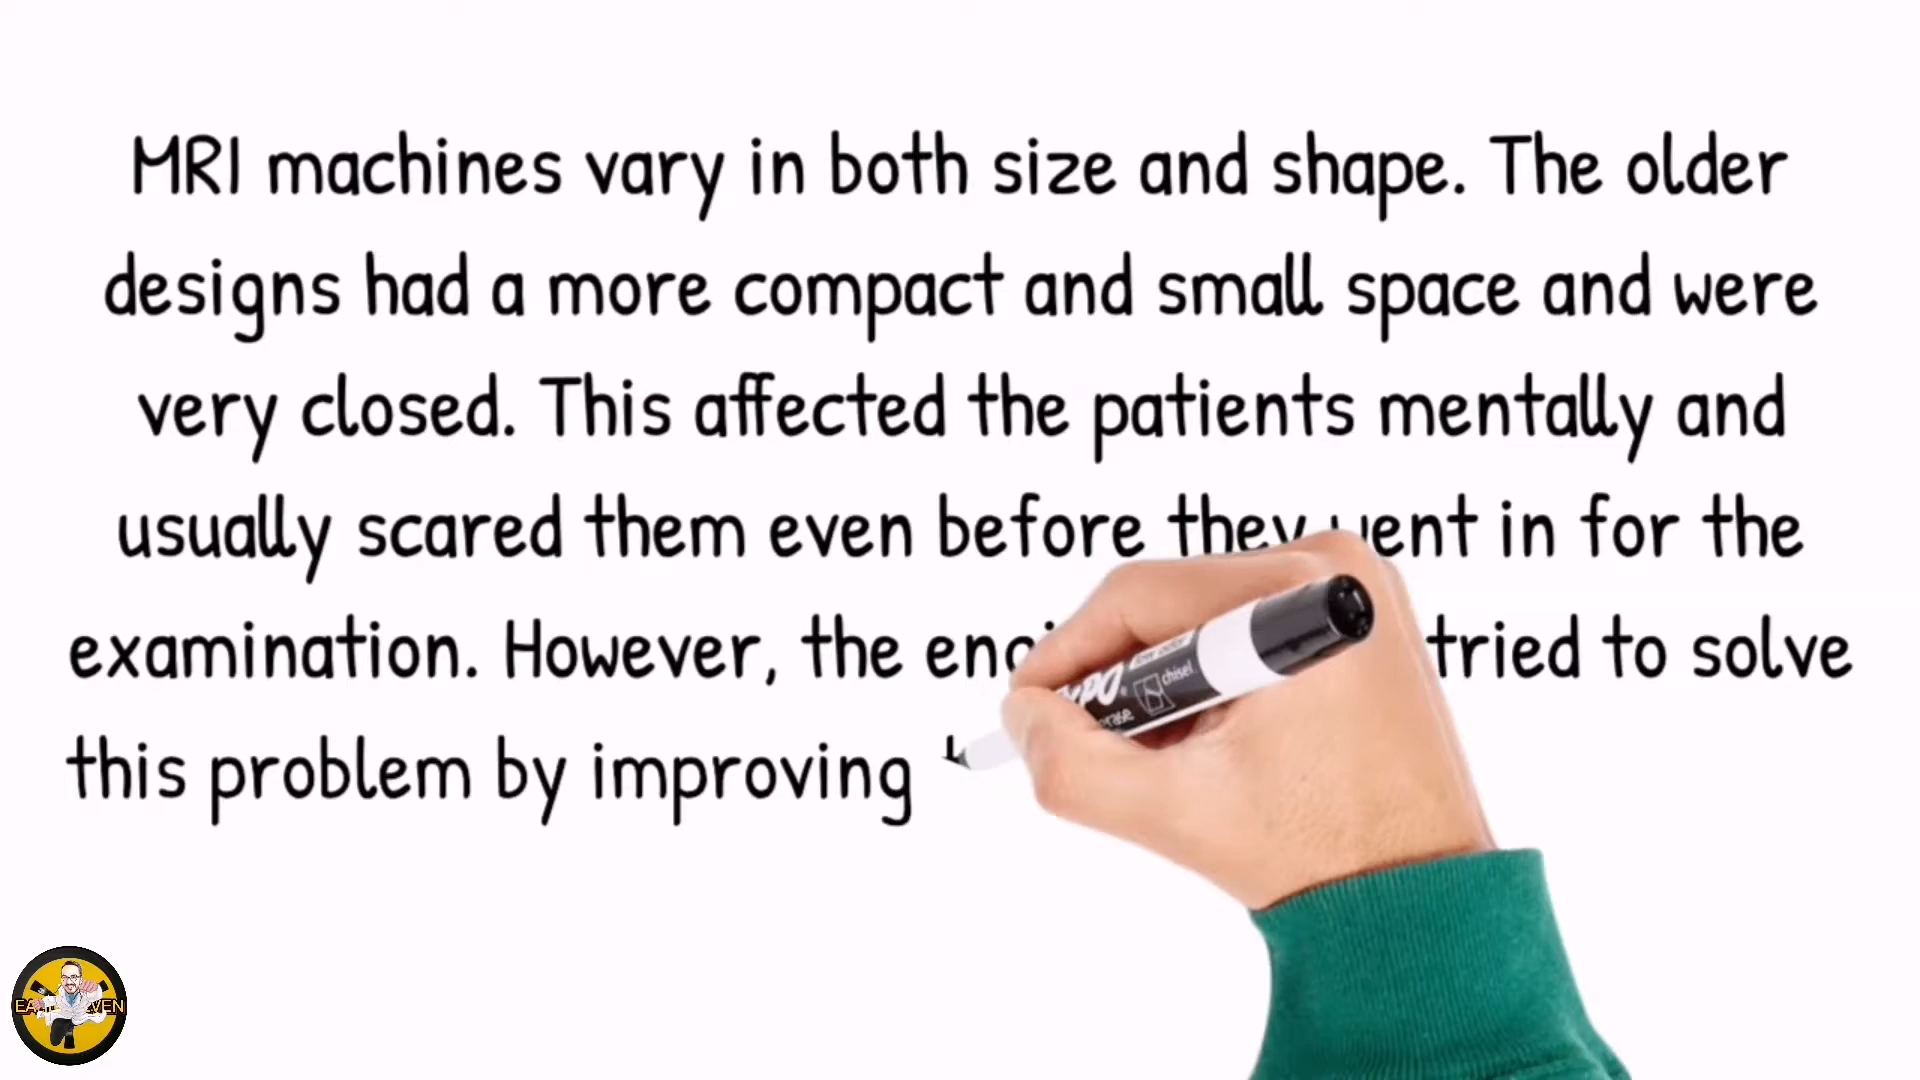 MRI machines vary in both size and shape. The older
designs had a more compact and small space and were
very closed. This affected the patients mentally and
usually scared them even before they went in for the
examination. However, the tried to solve
this problem by improving
chisel